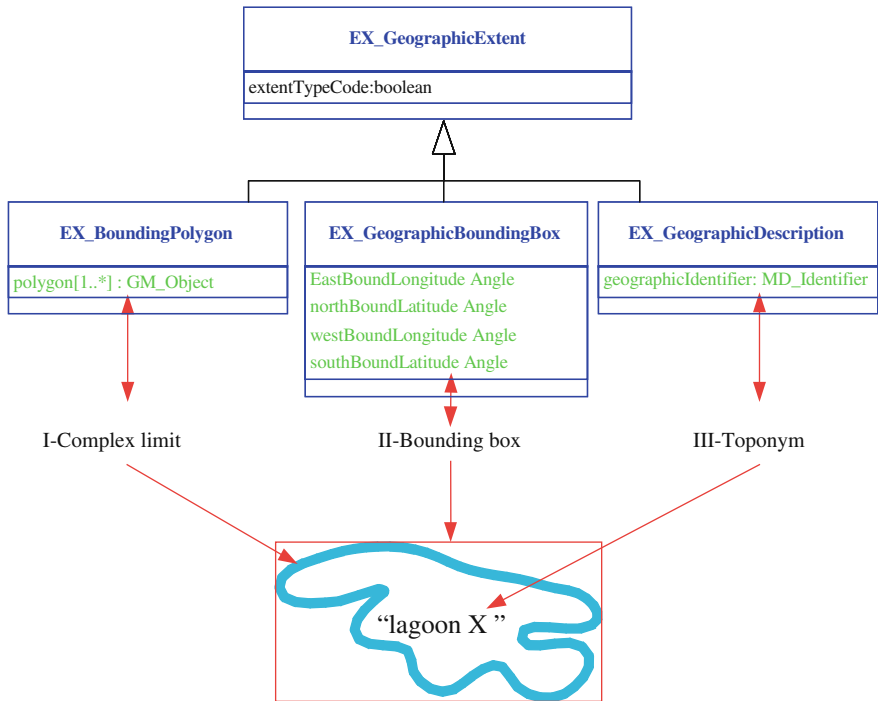 EX_GeographicExtent
extentTypeCode:boolean
EX_BoundingPolygon
polygon[1..*] : GM_Object
EX_GeographicBoundingBox
EastBoundLongitude Angle
northBoundLatitude Angle
westBoundLongitude Angle
southBoundLatitude Angle
EX_GeographicDescription
geographicIdentifier: MD_Identifier
I-Complex limit
II-Bounding box
III-Toponym
“lagoon X ”